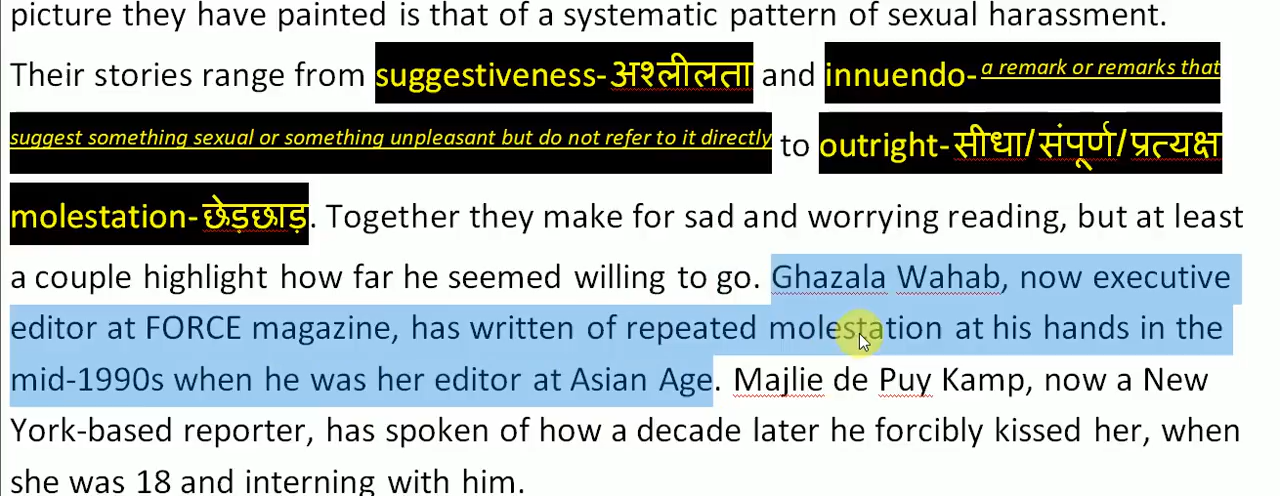 picture they have painted is that of a systematic pattern of sexual harassment.
Their stories range from suggestiveness-अश्लीलता and innuendo- a remark or remarks that
suggest something sexual or something unpleasant but do not refer to it directly to outright-सीधा/संपूर्ण/प्रत्यक्ष
molestation-छेड़छाड़. Together they make for sad and worrying reading, but at least
a couple highlight how far he seemed willing to go. Ghazala Wahab, now executive
editor at FORCE magazine, has written of repeated molestation at his hands in the
mid-1990s when he was her editor at Asian Age. Majlie de Puy Kamp, now a New
York-based reporter, has spoken of how a decade later he forcibly kissed her, when
she was 18 and interning with him.